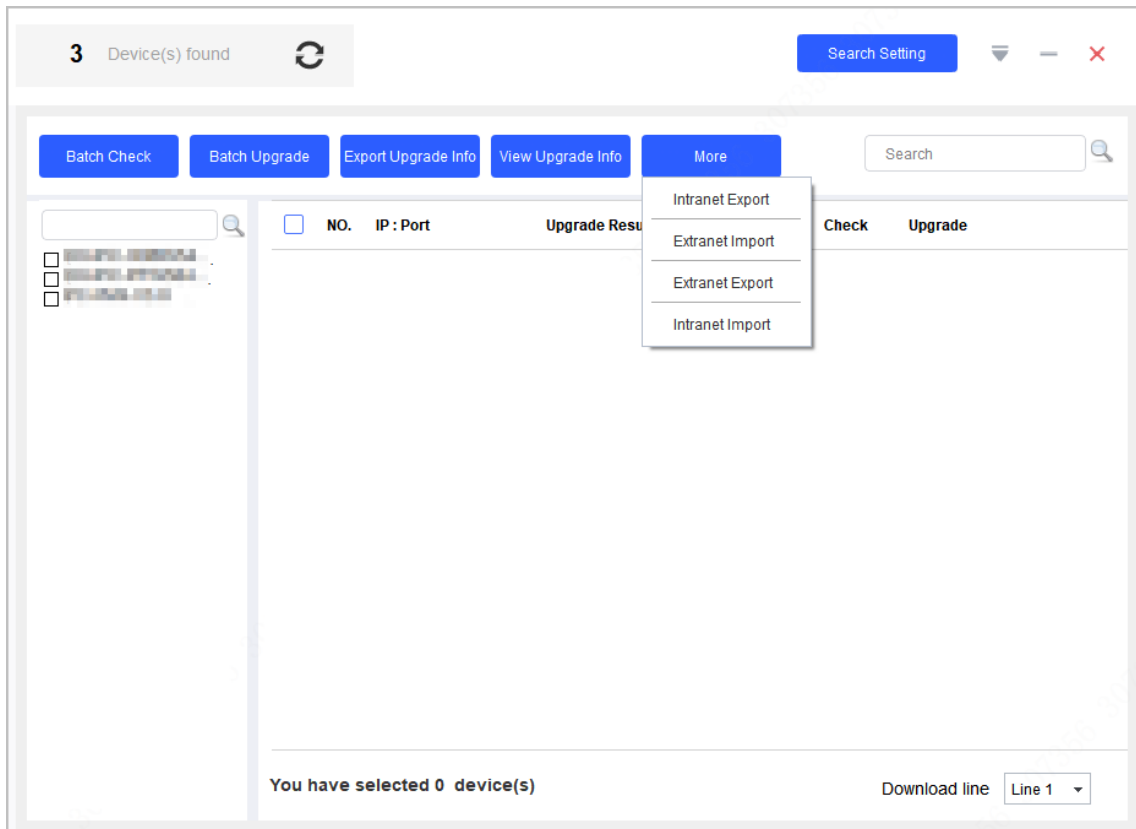 3 Device(s) found
Search Setting
Batch Check Batch Upgrade Export Upgrade Info View Upgrade Info More Search
Intranet Export
NO. IP : Port Upgrade Resu Check Upgrade
Extranet Import
Extranet Export
Intranet Import
You have selected 0 device(s)
Download line Line 1